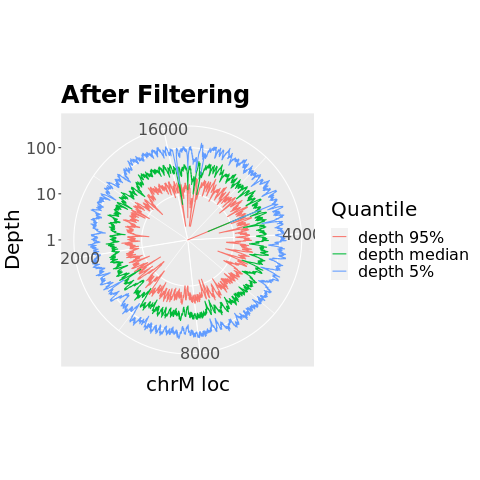 After Filtering
Depth
100
10
1
16000
4000
2000
8000
chrM loc
Quantile
depth 95%
depth median
depth 5%